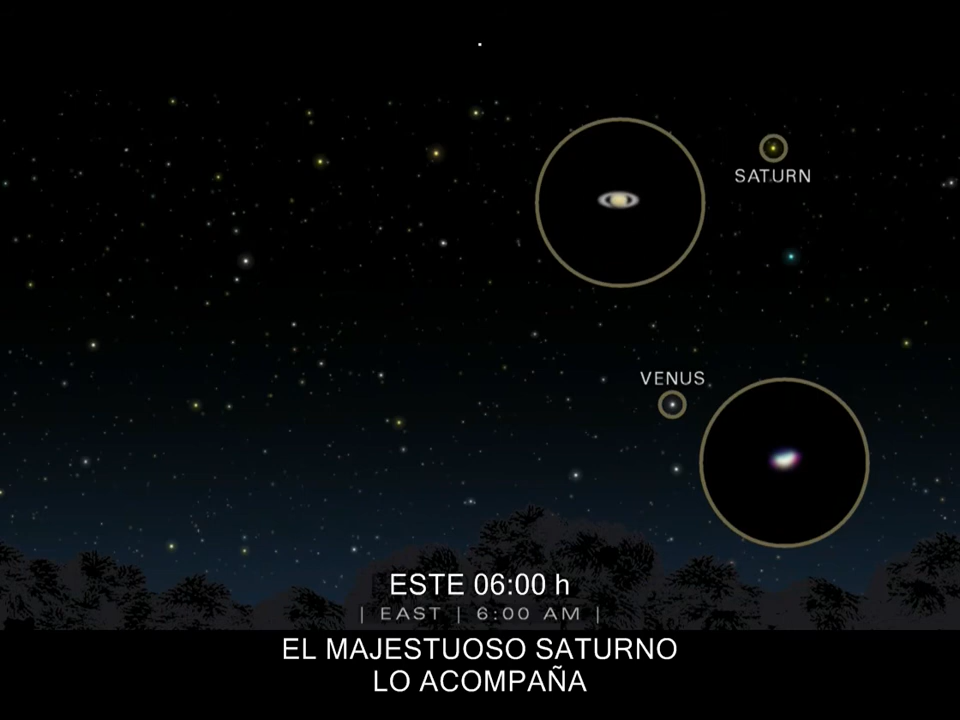 SATURN
VENUS
ESTE 06:00 h
| EAST | 6:00 AM |
EL MAJESTUOSO SATURNO
LO ACOMPAÑA